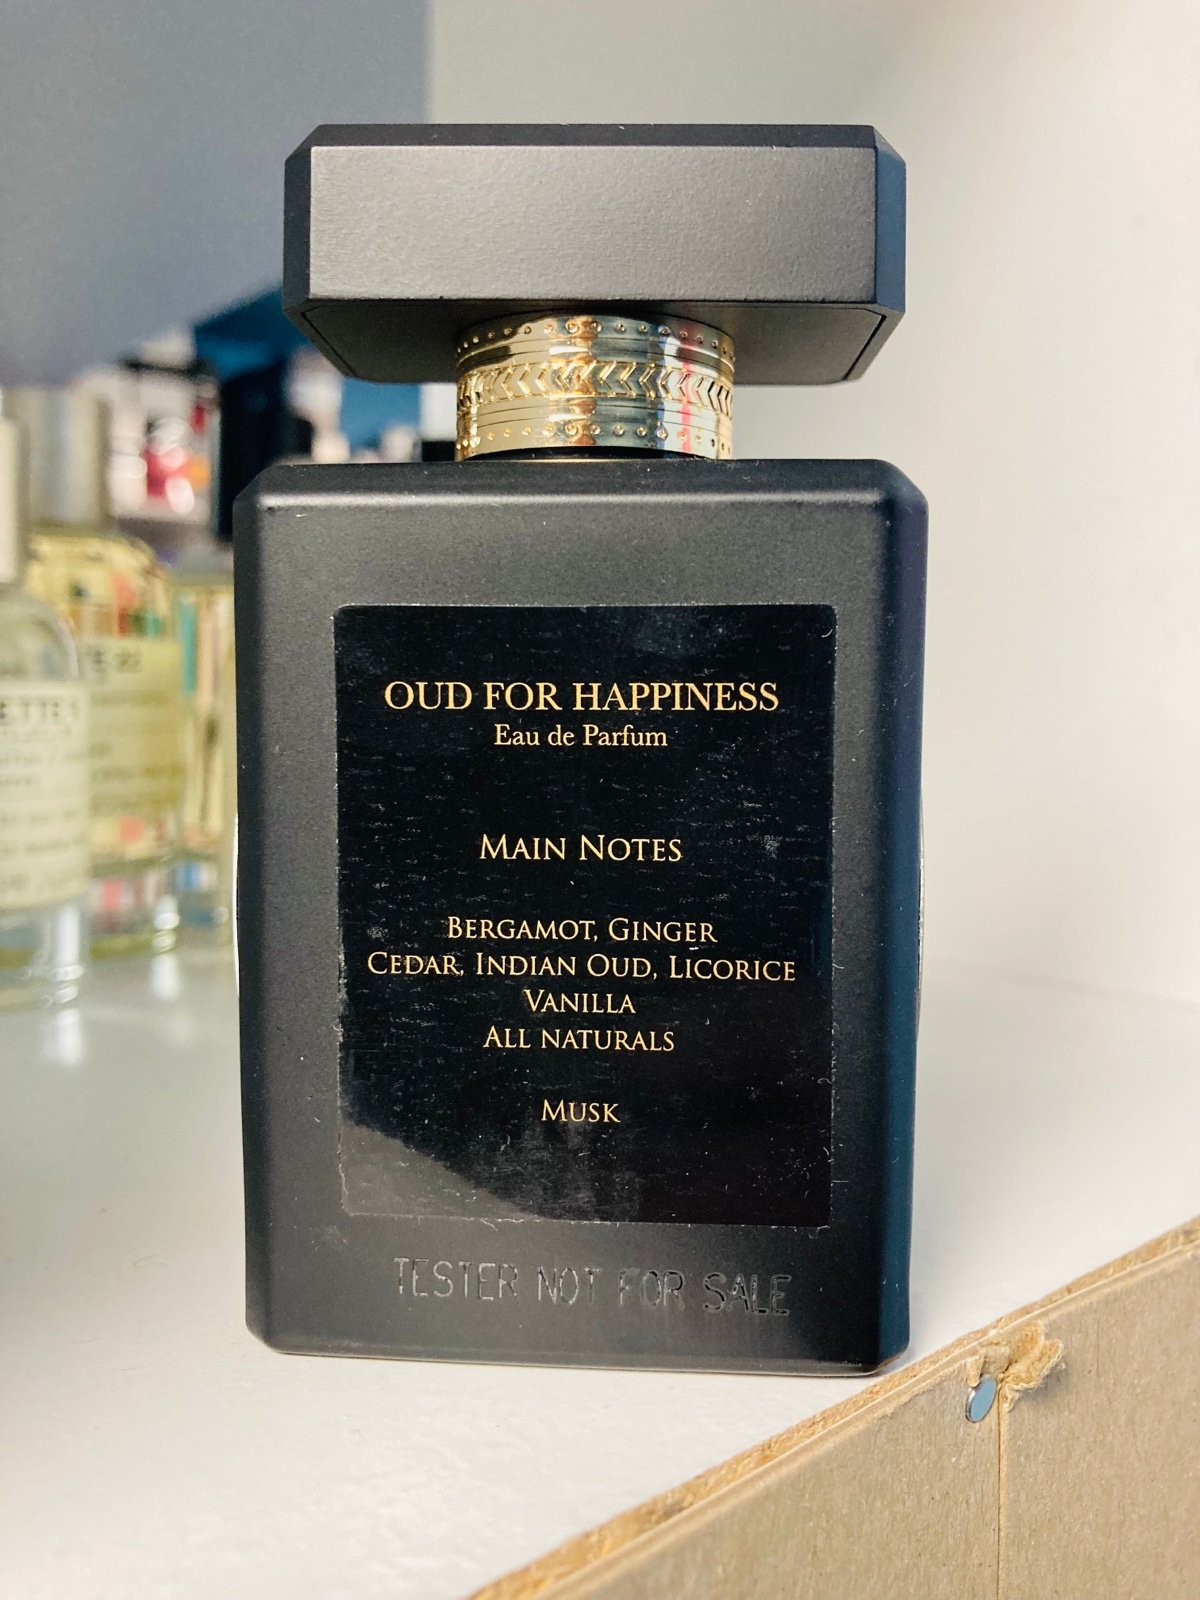 OUD FOR HAPPINESS
Eau de Parfum
MAIN NOTES
BERGAMOT, GINGER
CEDAR, INDIAN OUD, LICORICE
VANILLA
ALL NATURALS
MUSK
TESTER NOT FOR SALE